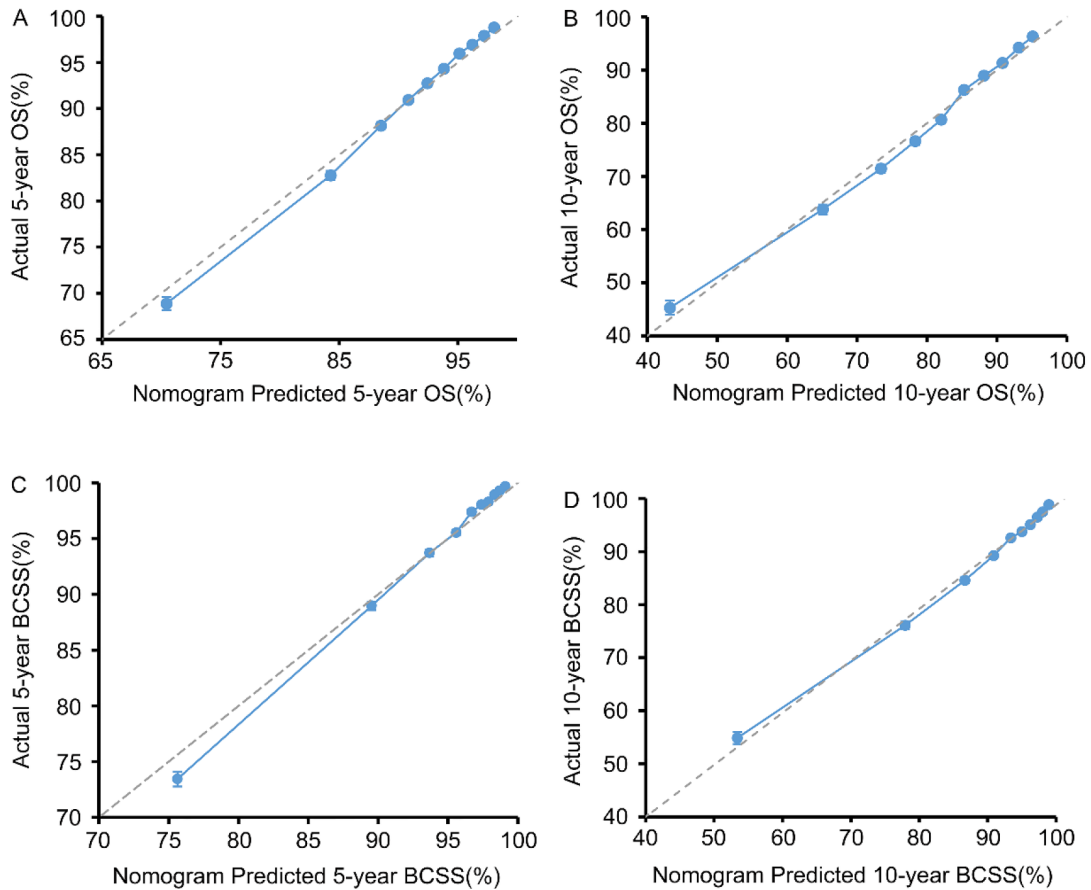 A
Actual 5-year OS(%)
100
95
90
85
80
75
70
65
65 75 85 95
Nomogram Predicted 5-year OS(%)
B
Actual 10-year OS(%)
100
90
80
70
60
50
40
40 50 60 70 80 90 100
Nomogram Predicted 10-year OS(%)
C
Actual 5-year BCSS(%)
100
95
90
85
80
75
70
70 75 80 85 90 95 100
Nomogram Predicted 5-year BCSS(%)
D
Actual 10-year BCSS(%)
100
90
80
70
60
50
40
40 50 60 70 80 90 100
Nomogram Predicted 10-year BCSS(%)